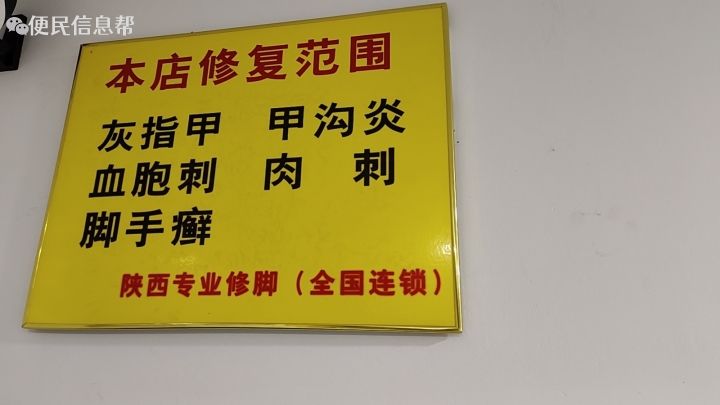 便民信息帮
本店修复范围
灰指甲 甲沟炎
血胞刺 肉 刺
脚手癣
陕西专业修脚（全国连锁）